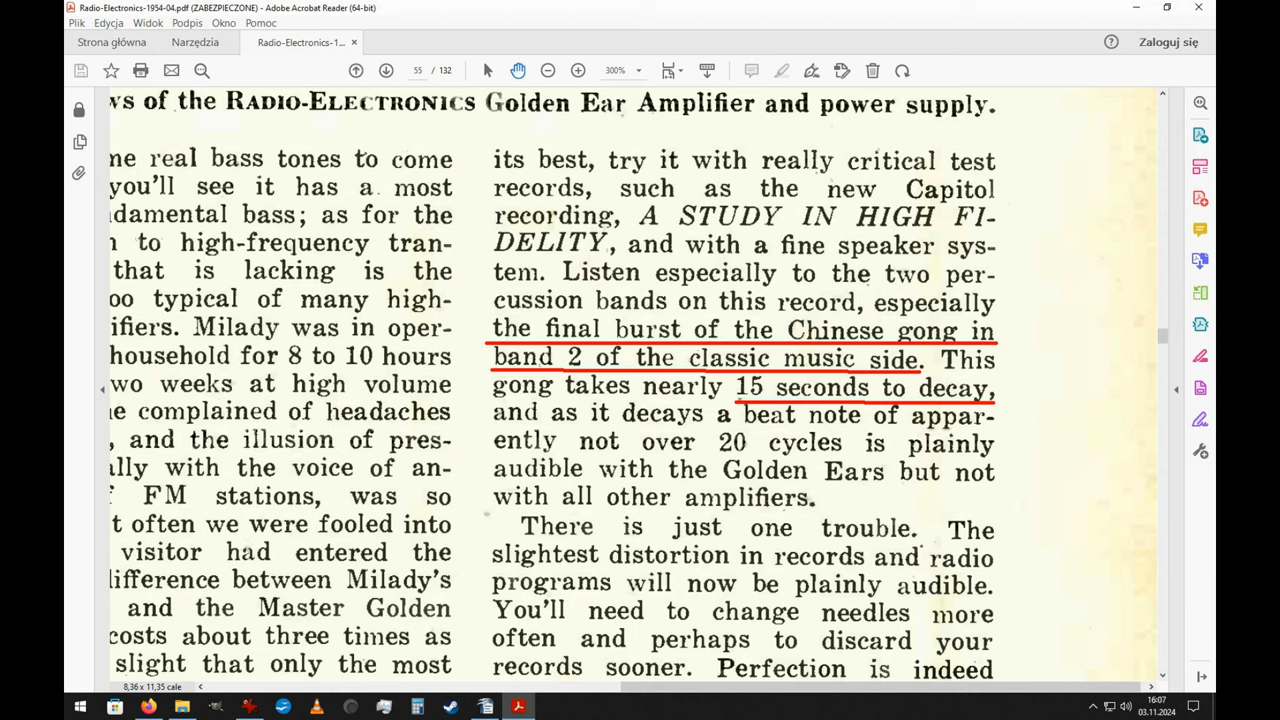 Radio-Electronics-1954-04.pdf (ZABEZPIECZONE) - Adobe Acrobat Reader (64-bit)
Plik Edycja Widok Podpis Okno Pomoc
Strona główna Narzędzia Radio-Electronics-1... × Zaloguj się
55 / 132 300%
ws of the RADIO-ELECTRONICS Golden Ear Amplifier and power supply.
me real bass tones to come
you'll see it has a most
ndamental bass; as for the
n to high-frequency tran-
that is lacking is the
oo typical of many high-
ifiers. Milady was in oper-
household for 8 to 10 hours
wo weeks at high volume
e complained of headaches
, and the illusion of pres-
ally with the voice of an-
f FM stations, was so
t often we were fooled into
visitor had entered the
difference between Milady's
and the Master Golden
costs about three times as
slight that only the most
its best, try it with really critical test
records, such as the new Capitol
recording, A STUDY IN HIGH FI-
DELITY, and with a fine speaker sys-
tem. Listen especially to the two per-
cussion bands on this record, especially
the final burst of the Chinese gong in
band 2 of the classic music side. This
gong takes nearly 15 seconds to decay,
and as it decays a beat note of appar-
ently not over 20 cycles is plainly
audible with the Golden Ears but not
with all other amplifiers.
There is just one trouble. The
slightest distortion in records and radio
programs will now be plainly audible.
You'll need to change needles more
often and perhaps to discard your
records sooner. Perfection is indeed
8,36 x 11,35 cale
16:07
03.11.2024